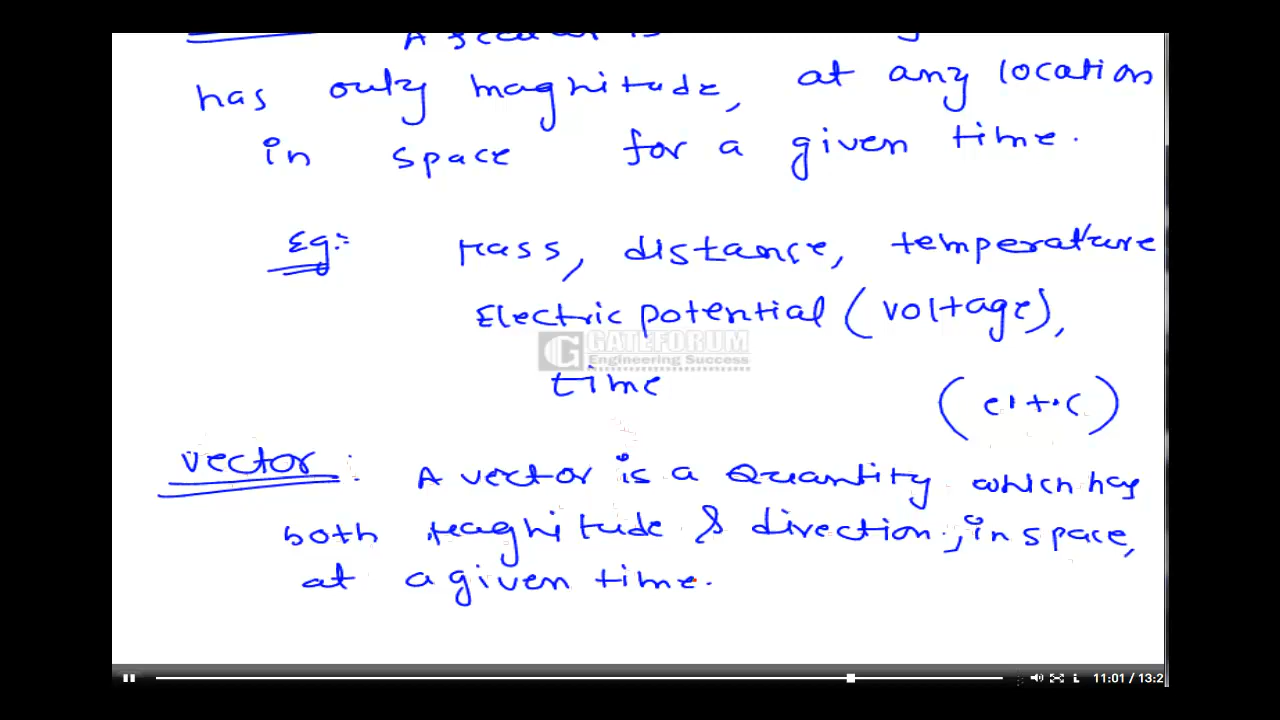 A scalar is
has only magnitude, at any location
in space for a given time.
Eg:- Mass, distance, temperature
Electric potential (voltage),
GATEFORUM
Engineering Success
time (e.t.c)
vector : A vector is a Quantity which has
both magnitude & direction, in space,
at a given time.
11:01 / 13:2